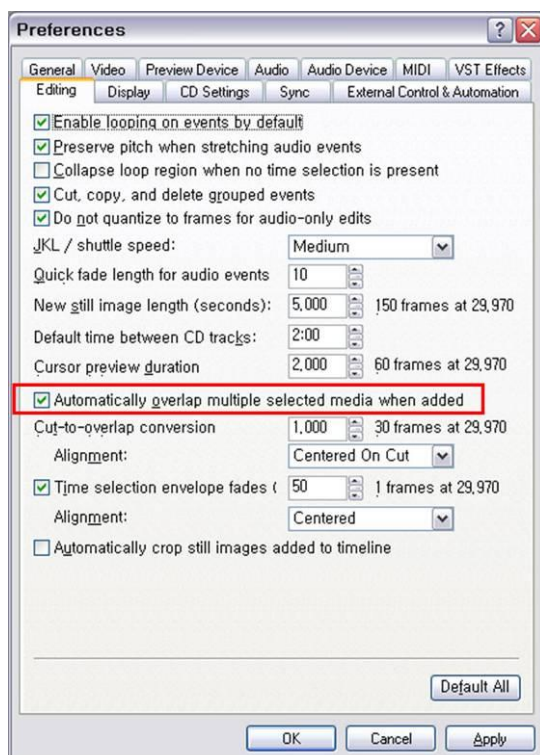 Preferences
General Video Preview Device Audio Audio Device MIDI VST Effects
Editing Display CD Settings Sync External Control & Automation
Enable looping on events by default
Preserve pitch when stretching audio events
Collapse loop region when no time selection is present
Cut, copy, and delete grouped events
Do not quantize to frames for audio-only edits
JKL / shuttle speed: Medium
Quick fade length for audio events 10
New still image length (seconds): 5,000 150 frames at 29,970
Default time between CD tracks: 2:00
Cursor preview duration 2,000 60 frames at 29,970
Automatically overlap multiple selected media when added
Cut-to-overlap conversion 1,000 30 frames at 29,970
Alignment: Centered On Cut
Time selection envelope fades ( 50 1 frames at 29,970
Alignment: Centered
Automatically crop still images added to timeline
Default All
OK Cancel Apply